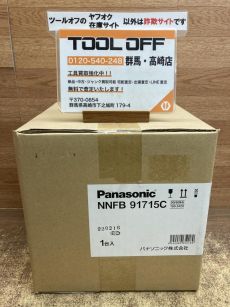 ツールオフの
ヤフオク
在庫サイト
以外は詐欺サイトです
TOOL OFF
0120-540-248
群馬・高崎店
工具買取強化中!!
無料で査定いたします!
〒370-0854
群馬県高崎市下之城町179-4
Panasonic
NNFB 91715C
1台入
パナソニック株式会社